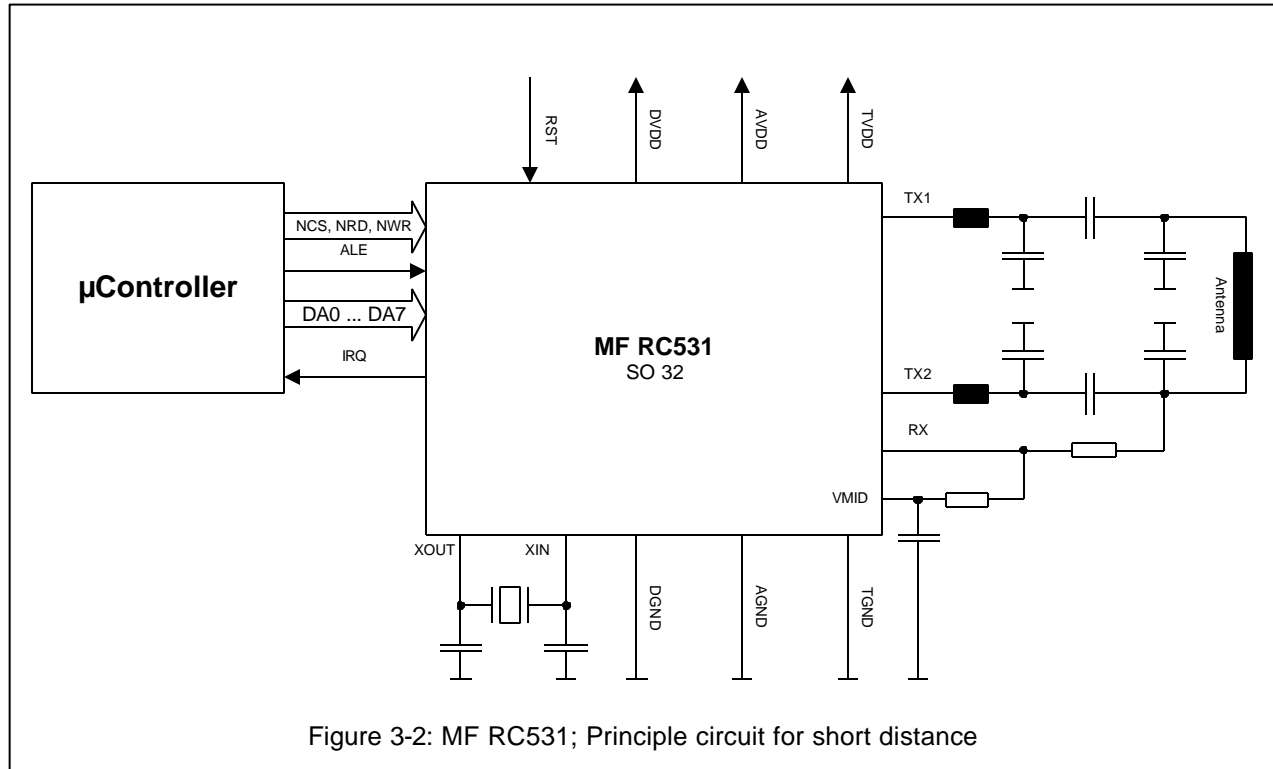 RST
DVDD
AVDD
TVDD
NCS, NRD, NWR
ALE
µController
DA0 ... DA7
IRQ
MF RC531
SO 32
TX1
Antenna
TX2
RX
VMID
XOUT
XIN
DGND
AGND
TGND
Figure 3-2: MF RC531; Principle circuit for short distance